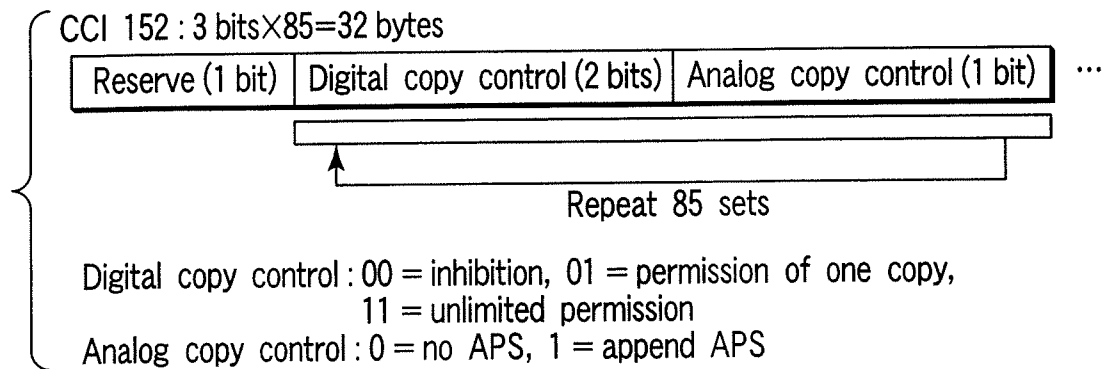 CCI 152 : 3 bits×85=32 bytes
Reserve (1 bit) Digital copy control (2 bits) Analog copy control (1 bit) ...
Repeat 85 sets
Digital copy control : 00 = inhibition, 01 = permission of one copy,
11 = unlimited permission
Analog copy control : 0 = no APS, 1 = append APS